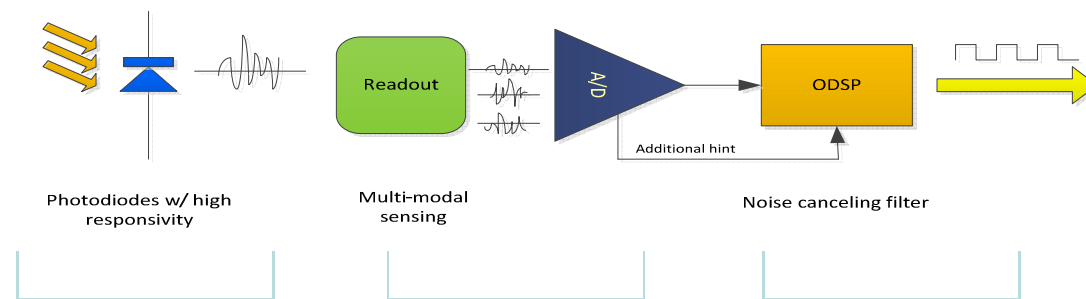 Readout
A/D
ODSP
Additional hint
Photodiodes w/ high
responsivity
Multi-modal
sensing
Noise canceling filter